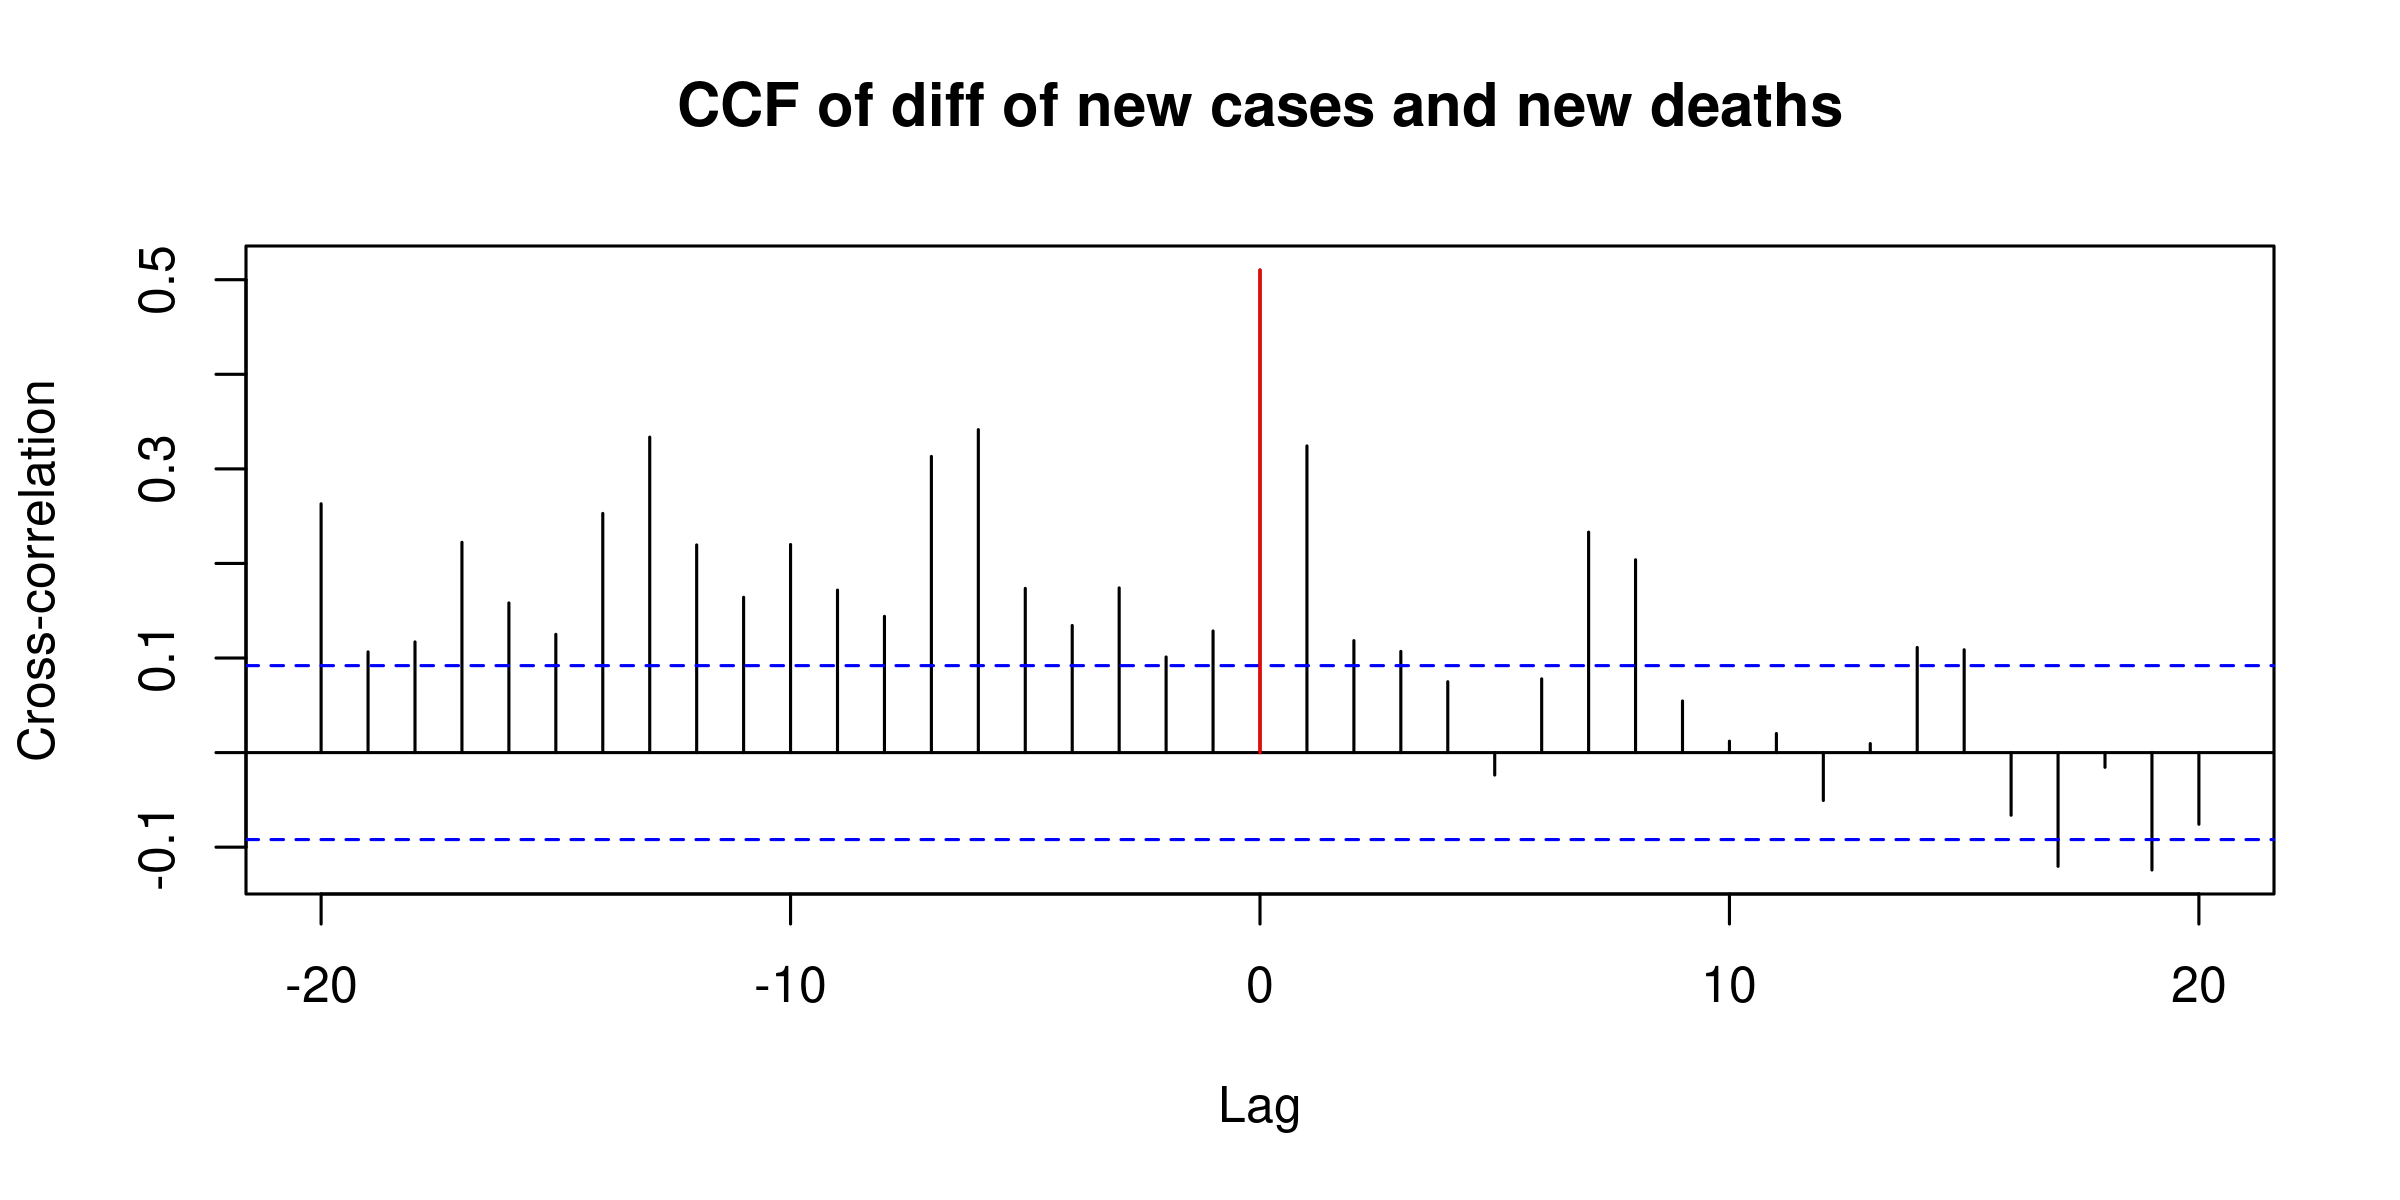 CCF of diff of new cases and new deaths
Cross-correlation
0.5
0.3
0.1
-0.1
-20 -10 0 10 20
Lag